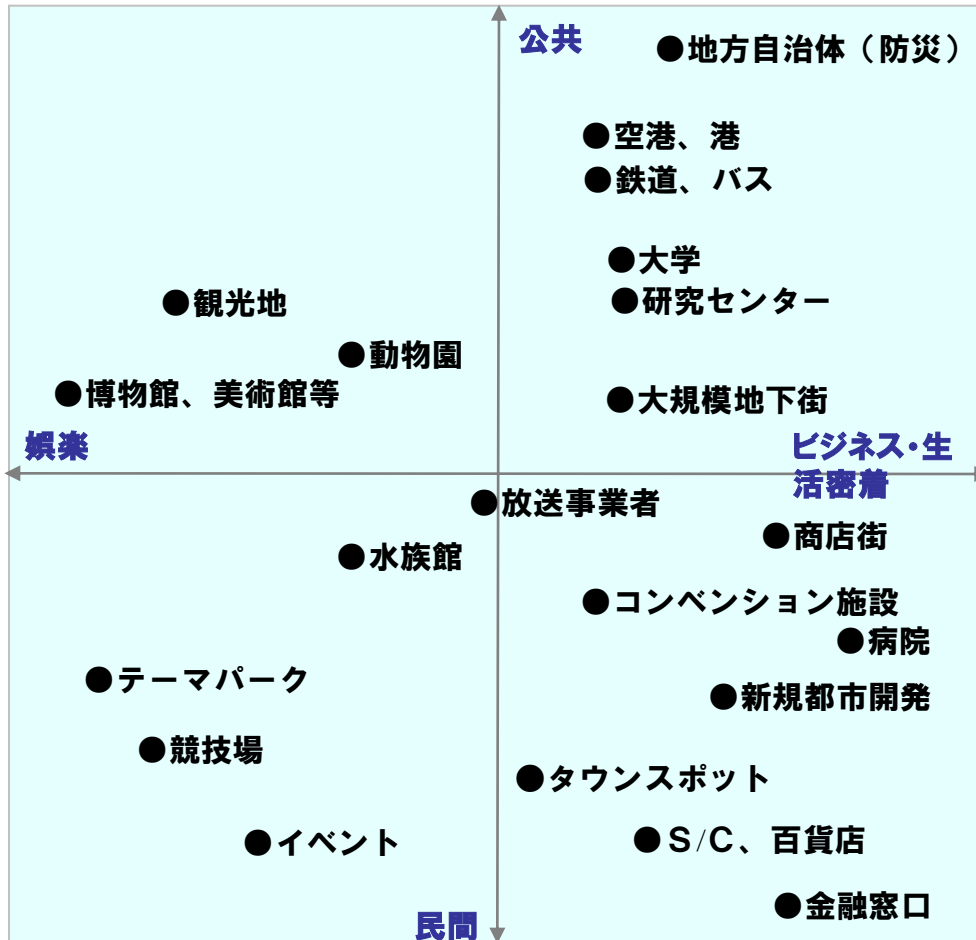 公共
●地方自治体(防災)
●空港、港
●鉄道、バス
●大学
●観光地
●研究センター
●動物園
●博物館、美術館等
●大規模地下街
娯楽
ビジネス・生
活密着
●放送事業者
●商店街
●水族館
●コンベンション施設
●病院
●テーマパーク
●新規都市開発
●競技場
●タウンスポット
●イベント
●S/C、百貨店
●金融窓口
民間